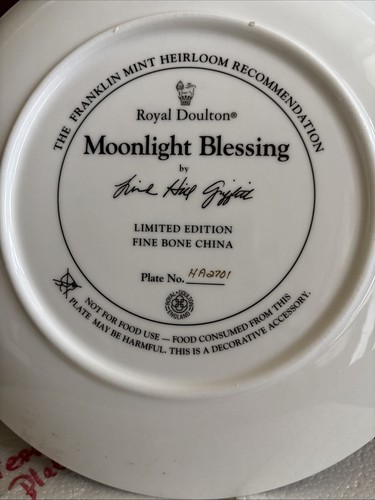 THE FRANKLIN MINT HEIRLOOM RECOMMENDATION
Royal Doulton®
Moonlight Blessing
by
LIMITED EDITION
FINE BONE CHINA
Plate No. HA2701
NOT FOR FOOD USE — FOOD CONSUMED FROM THIS
PLATE MAY BE HARMFUL. THIS IS A DECORATIVE ACCESSORY.